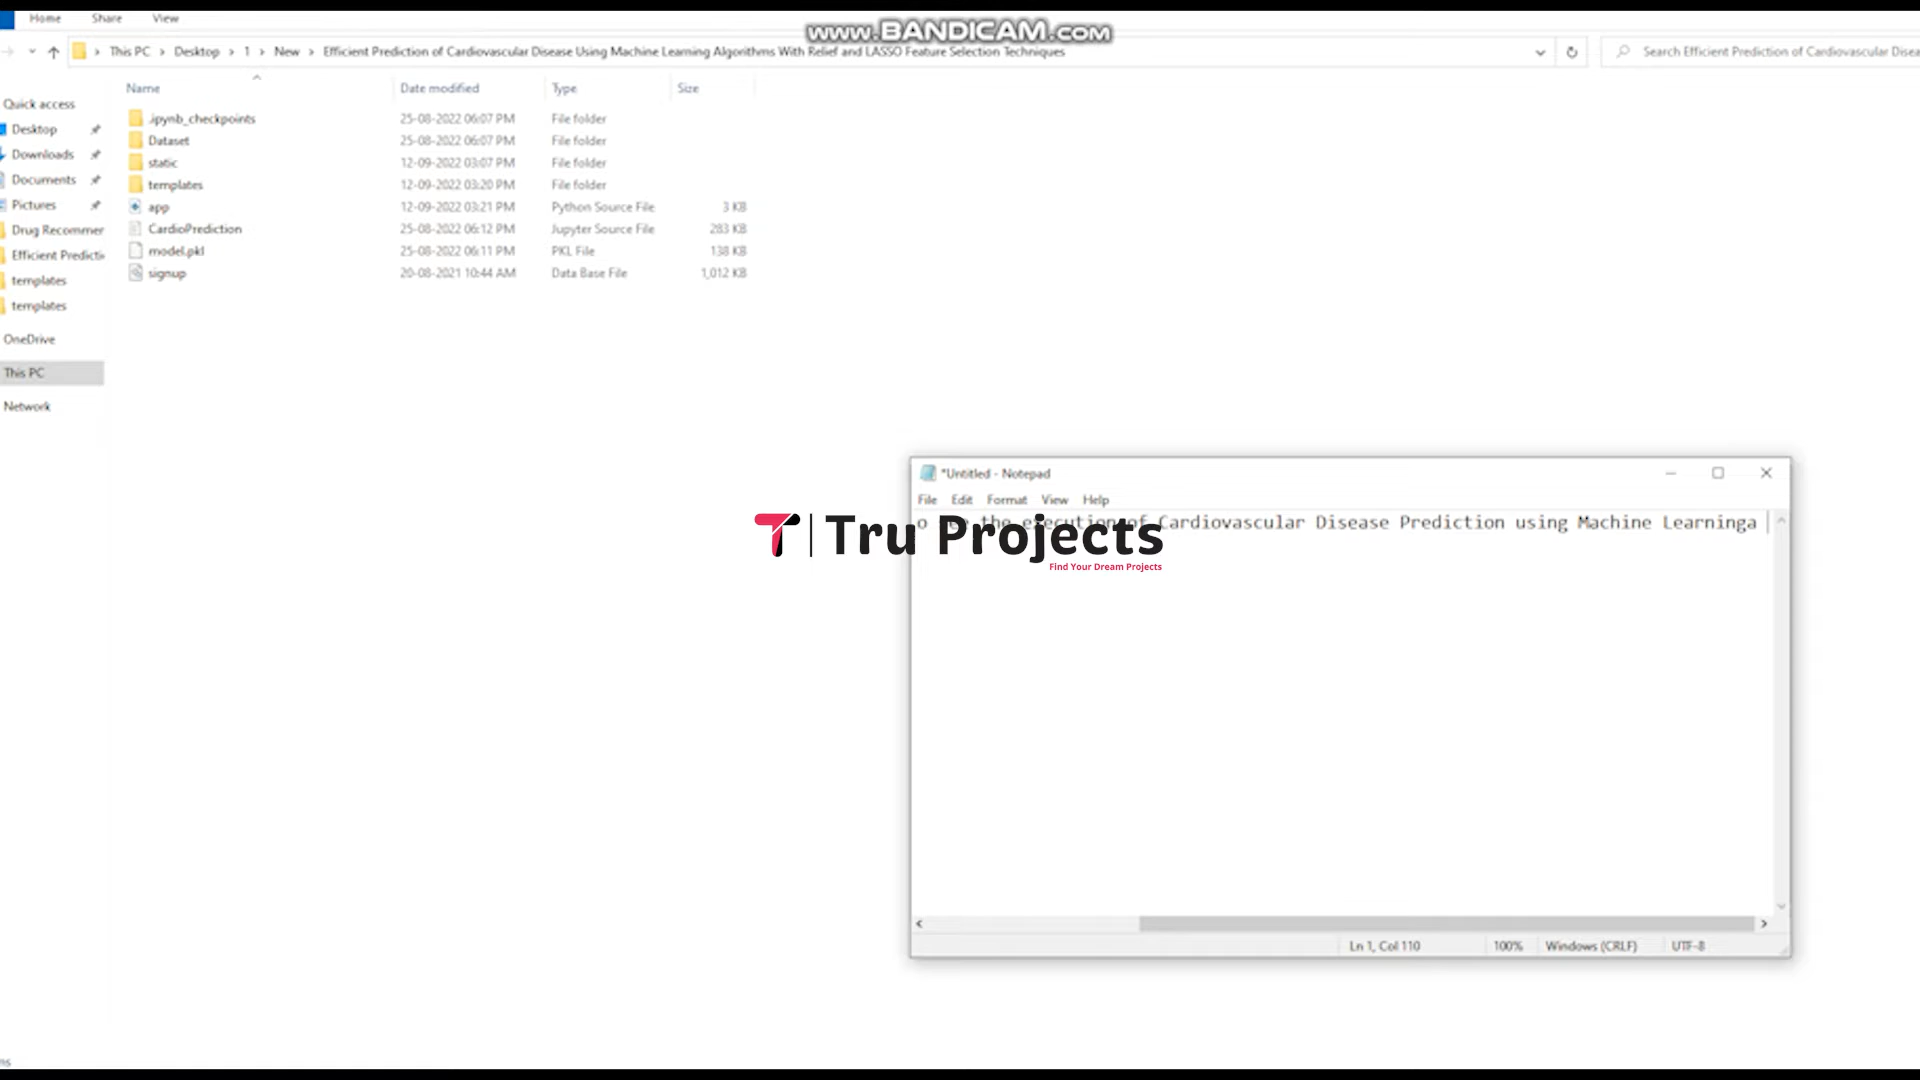 Home Share View
www.BANDICAM.com
This PC > Desktop > 1 > New > Efficient Prediction of Cardiovascular Disease Using Machine Learning Algorithms With Relief and LASSO Feature Selection Techniques
Search Efficient Prediction of Cardiovascular Disea
Name Date modified Type Size
Quick access
Desktop
Downloads
Documents
Pictures
Drug Recommer
Efficient Predicti
templates
templates
OneDrive
This PC
Network
.ipynb_checkpoints 25-08-2022 06:07 PM File folder
Dataset 25-08-2022 06:07 PM File folder
static 12-09-2022 03:07 PM File folder
templates 12-09-2022 03:20 PM File folder
app 12-09-2022 03:21 PM Python Source File 3 KB
CardioPrediction 25-08-2022 06:12 PM Jupyter Source File 283 KB
model.pkl 25-08-2022 06:11 PM PKL File 138 KB
signup 20-08-2021 10:44 AM Data Base File 1,012 KB
*Untitled - Notepad
File Edit Format View Help
o the execution of Cardiovascular Disease Prediction using Machine Learninga
Tru Projects
Find Your Dream Projects
Ln 1, Col 110 100% Windows (CRLF) UTF-8
ms